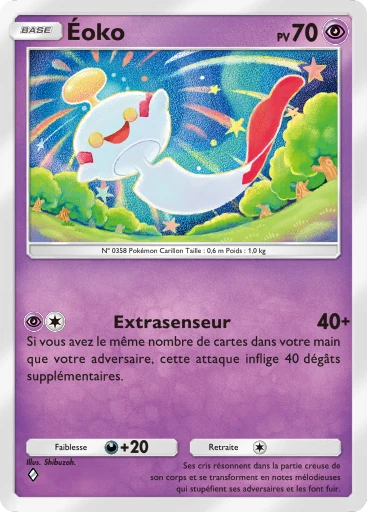 BASE
Éoko
PV 70
N° 0358 Pokémon Carillon Taille : 0,6 m Poids : 1,0 kg
Extrasenseur 40+
Si vous avez le même nombre de cartes dans votre main
que votre adversaire, cette attaque inflige 40 dégâts
supplémentaires.
Faiblesse +20 Retraite
Illus. Shibuzoh.
Ses cris résonnent dans la partie creuse de
son corps et se transforment en notes mélodieuses
qui stupéfient ses adversaires et les font fuir.